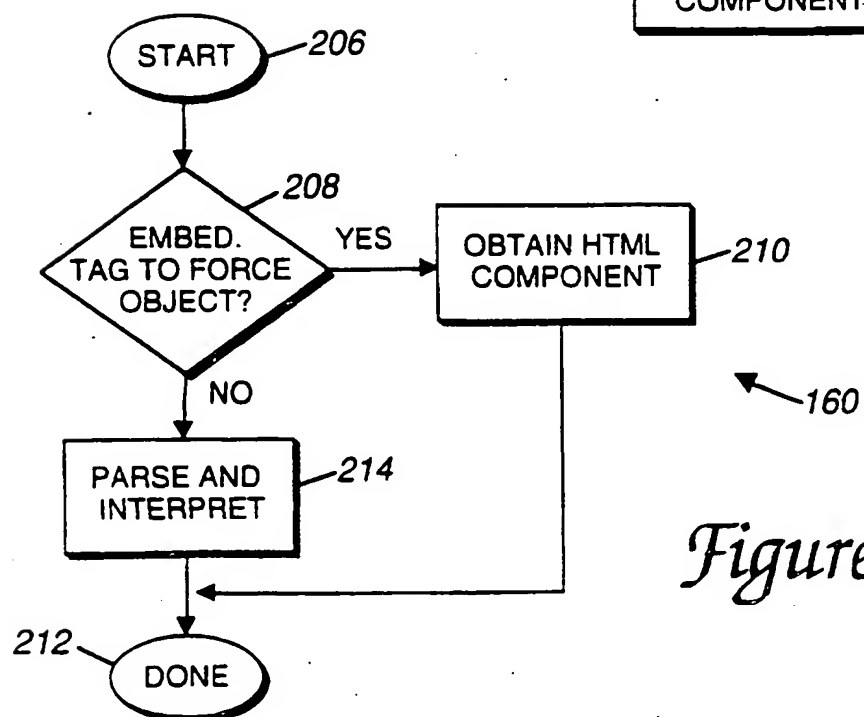 COMPONENT
START
206
208
EMBED.
TAG TO FORCE
OBJECT?
YES
OBTAIN HTML
COMPONENT
210
NO
160
PARSE AND
INTERPRET
214
Figure
212
DONE